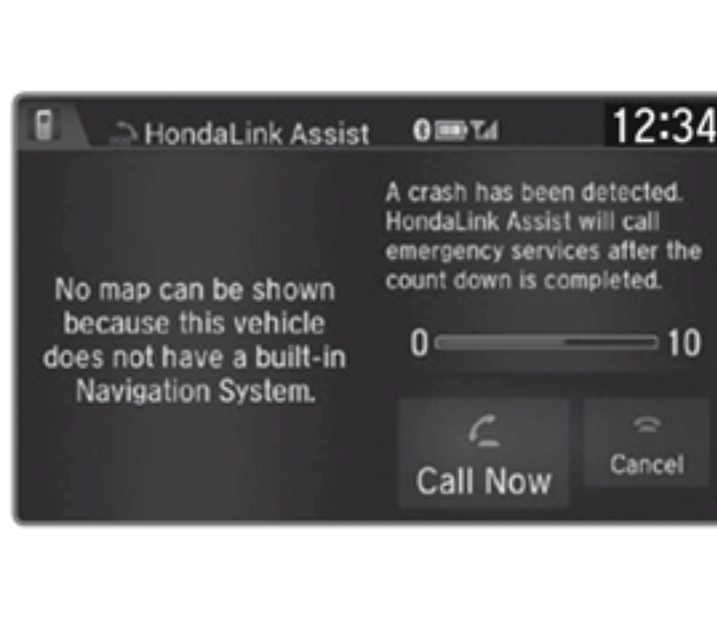 HondaLink Assist
12:34
No map can be shown
because this vehicle
does not have a built-in
Navigation System.
A crash has been detected.
HondaLink Assist will call
emergency services after the
count down is completed.
0 10
Call Now
Cancel